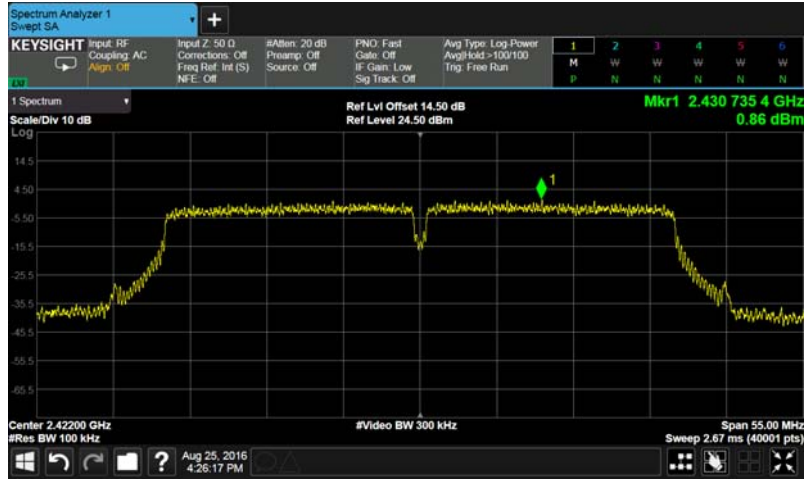 Spectrum Analyzer 1
Swept SA
+
KEYSIGHT Input: RF Input Z: 50 Ω #Atten: 20 dB PNO: Fast Avg Type: Log-Power 1 2 3 4 5 6
Coupling: AC Corrections: Off Preamp: Off Gate: Off Avg|Hold:>100/100 M W W W W W
Align: Off Freq Ref: Int (S) Source: Off IF Gain: Low Trig: Free Run
NFE: Off Sig Track: Off P N N N N N
LXI
1 Spectrum
Ref Lvl Offset 14.50 dB Mkr1 2.430 735 4 GHz
Scale/Div 10 dB Ref Level 24.50 dBm 0.86 dBm
Log
14.5
4.50
1
-5.50
-15.5
-25.5
-35.5
-45.5
-55.5
-65.5
Center 2.42200 GHz #Video BW 300 kHz Span 55.00 MHz
#Res BW 100 kHz Sweep 2.67 ms (40001 pts)
? Aug 25, 2016
4:26:17 PM